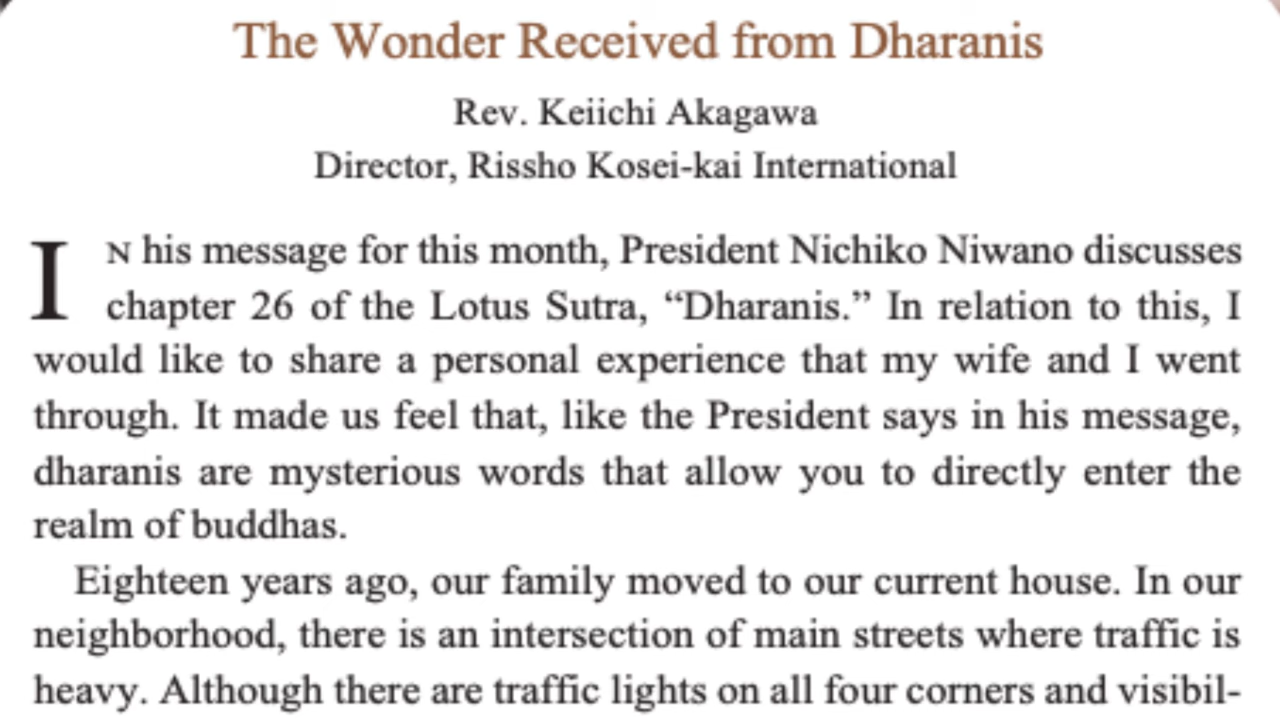 The Wonder Received from Dharanis
Rev. Keiichi Akagawa
Director, Rissho Kosei-kai International
IN his message for this month, President Nichiko Niwano discusses
chapter 26 of the Lotus Sutra, “Dharanis.” In relation to this, I
would like to share a personal experience that my wife and I went
through. It made us feel that, like the President says in his message,
dharanis are mysterious words that allow you to directly enter the
realm of buddhas.
Eighteen years ago, our family moved to our current house. In our
neighborhood, there is an intersection of main streets where traffic is
heavy. Although there are traffic lights on all four corners and visibil-